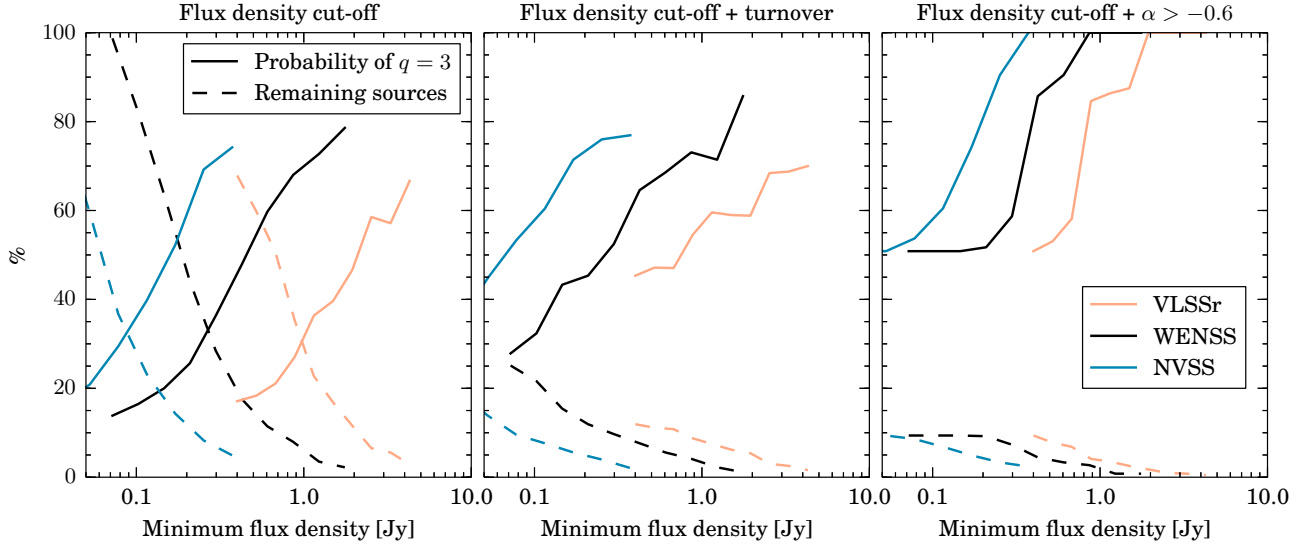 Flux density cut-off
Flux density cut-off + turnover
Flux density cut-off + α > −0.6
100
80
60
40
20
0
%
Probability of q = 3
Remaining sources
VLSSr
WENSS
NVSS
0.1 1.0 10.0
0.1 1.0 10.0
0.1 1.0 10.0
Minimum flux density [Jy]
Minimum flux density [Jy]
Minimum flux density [Jy]